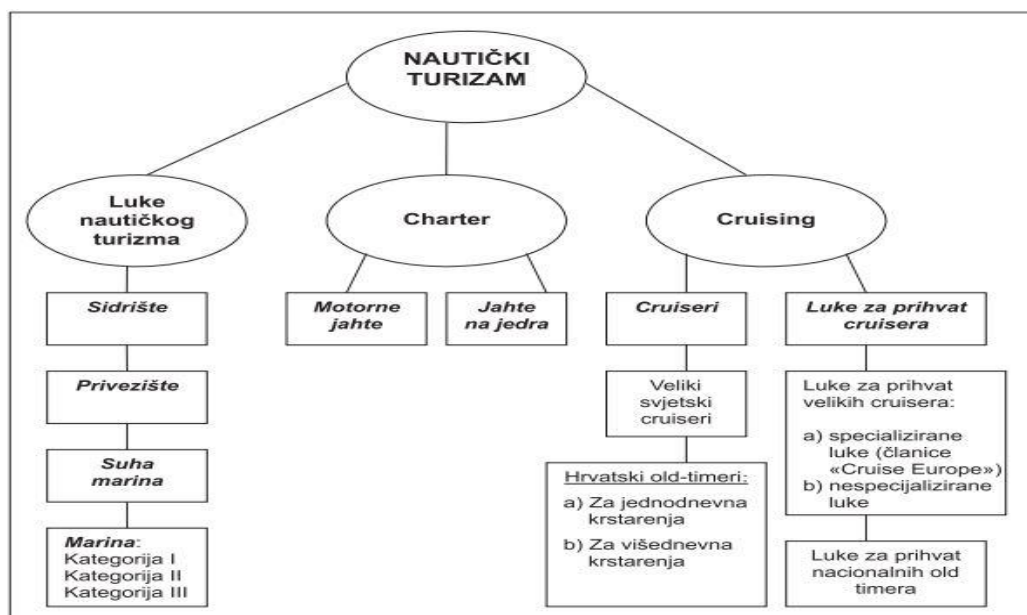 NAUTIČKI
TURIZAM
Luke
nautičkog
turizma
Charter
Cruising
Sidrište
Motorne
jahte
Jahte
na jedra
Cruiseri
Luke za prihvat
cruisera
Privezište
Veliki
svjetski
cruiseri
Luke za prihvat
velikih cruisera:
a) specializirane
luke (članice
«Cruise Europe»)
b) nespecijalizirane
luke
Suha
marina
Hrvatski old-timeri:
a) Za jednodnevna
krstarenja
b) Za višednevna
krstarenja
Marina:
Kategorija I
Kategorija II
Kategorija III
Luke za prihvat
nacionalnih old
timera